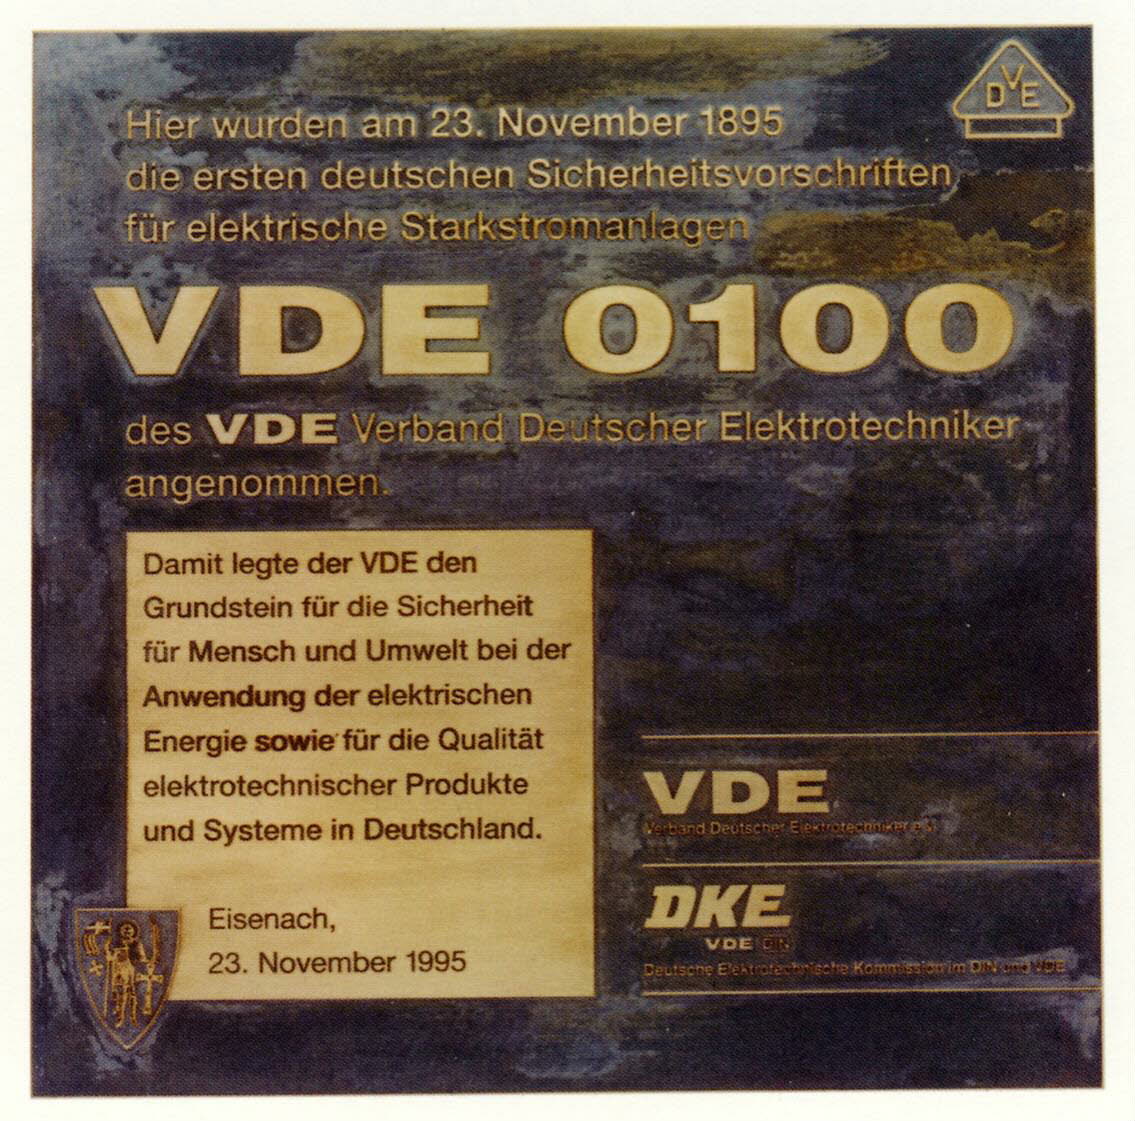 VDE
Hier wurden am 23. November 1895
die ersten deutschen Sicherheitsvorschriften
für elektrische Starkstromanlagen
VDE 0100
des VDE Verband Deutscher Elektrotechniker
angenommen.
Damit legte der VDE den
Grundstein für die Sicherheit
für Mensch und Umwelt bei der
Anwendung der elektrischen
Energie sowie für die Qualität
elektrotechnischer Produkte
und Systeme in Deutschland.
Eisenach,
23. November 1995
VDE
Verband Deutscher Elektrotechniker e.V.
DKE
VDE DIN
Deutsche Elektrotechnische Kommission im DIN und VDE